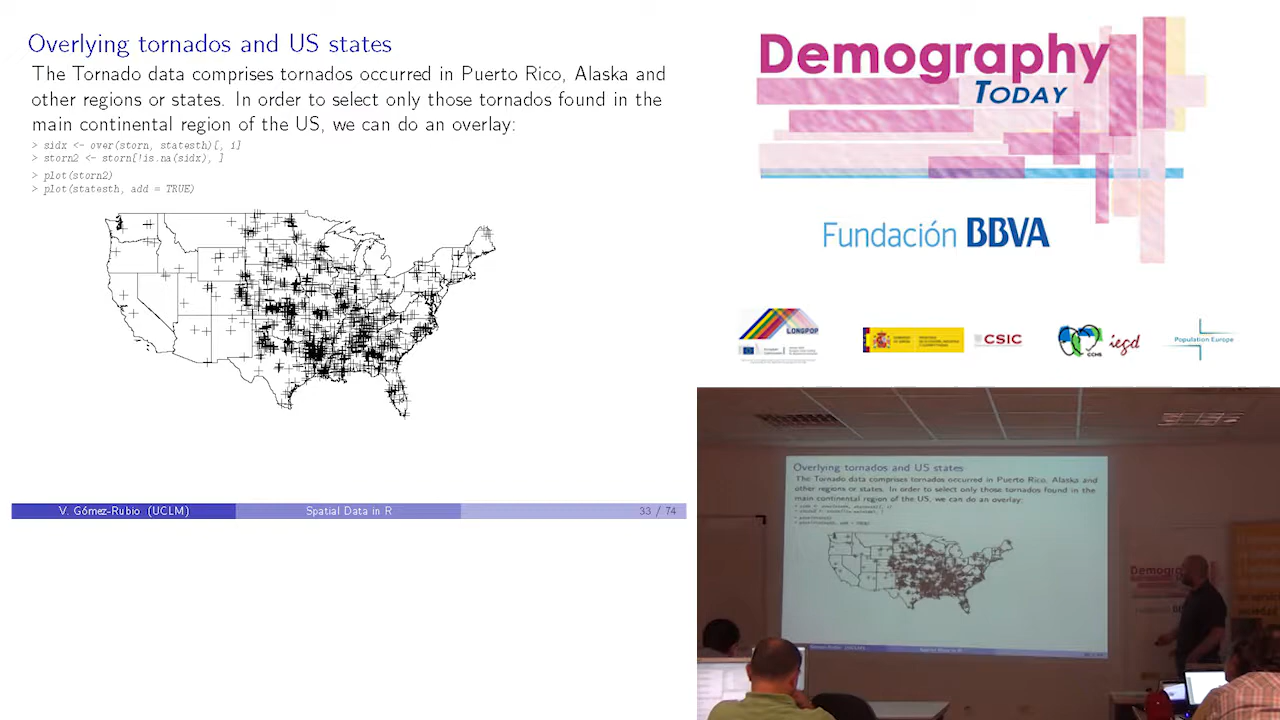 Overlying tornados and US states
The Tornado data comprises tornados occurred in Puerto Rico, Alaska and
other regions or states. In order to select only those tornados found in the
main continental region of the US, we can do an overlay:
> sidx <- over(storn, statesth)[, i]
> storn2 <- storn[!is.na(sidx), ]
> plot(storn2)
> plot(statesth, add = TRUE)
V. Gómez-Rubio (UCLM) Spatial Data in R 33 / 74
Demography
TODAY
Fundación BBVA
LONGPOP
CSIC
CCHS
iegd
Population Europe
Overlying tornados and US states
The Tornado data comprises tornados occurred in Puerto Rico, Alaska and
other regions or states. In order to select only those tornados found in the
main continental region of the US, we can do an overlay:
Demography
Fundación